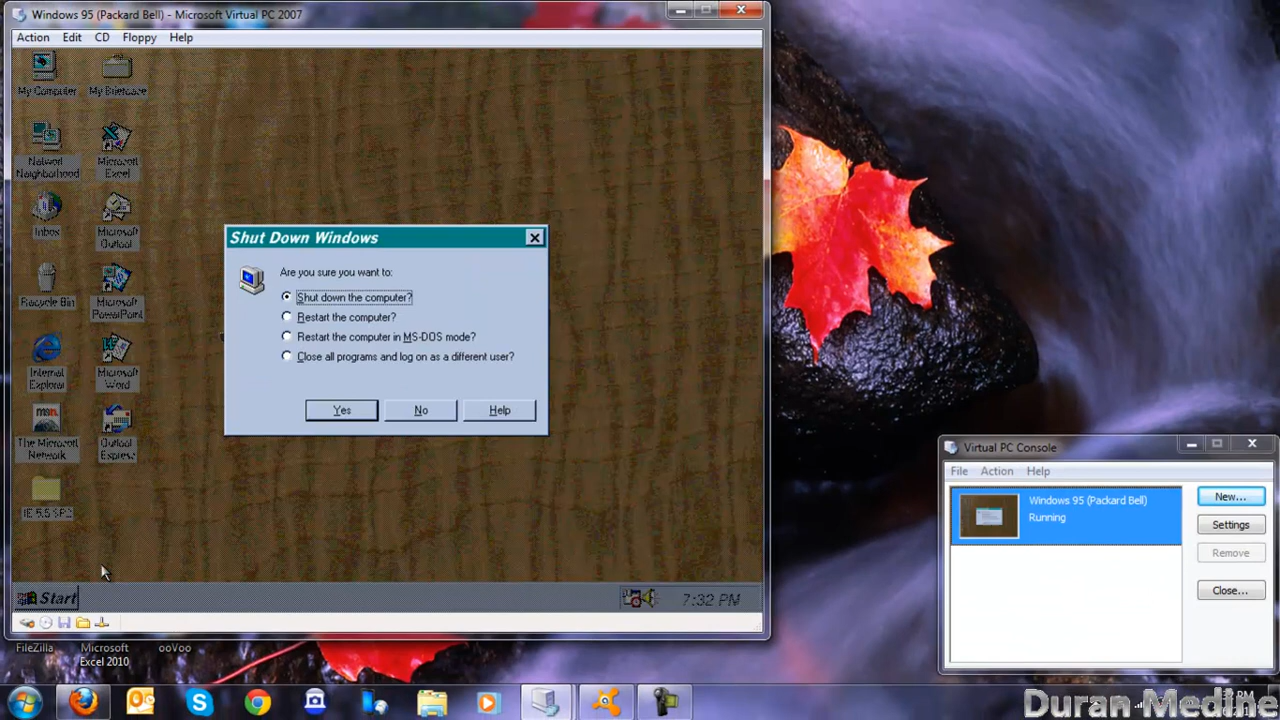 Windows 95 (Packard Bell) - Microsoft Virtual PC 2007
Action Edit CD Floppy Help
My Computer
My Briefcase
Network Neighborhood
Microsoft Excel
Inbox
Microsoft Outlook
Recycle Bin
Microsoft PowerPoint
Internet Explorer
Microsoft Word
msn
The Microsoft Network
Outlook Express
IE 5.5 SP2
Shut Down Windows
Are you sure you want to:
Shut down the computer?
Restart the computer?
Restart the computer in MS-DOS mode?
Close all programs and log on as a different user?
Yes No Help
Start
7:32 PM
Virtual PC Console
File Action Help
Windows 95 (Packard Bell)
Running
New...
Settings
Remove
Close...
FileZilla
Microsoft
Excel 2010
ooVoo
PM
Duran Medine